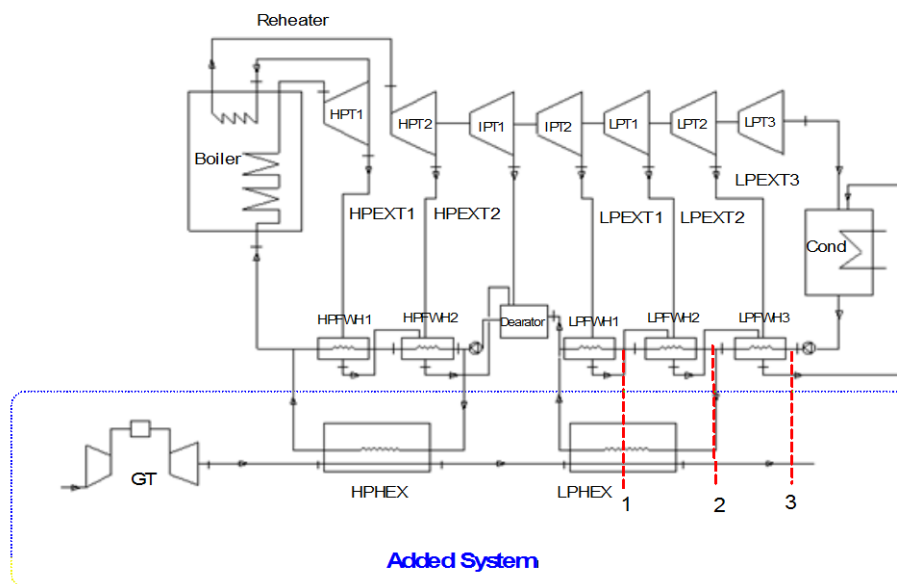 Reheater
HPT1
HPT2
IPT1
IPT2
LPT1
LPT2
LPT3
Boiler
HPEXT1
HPEXT2
LPEXT1
LPEXT2
LPEXT3
Cond
HPFWH1
HPFWH2
Dearator
LPFWH1
LPFWH2
LPFWH3
GT
HPHEX
LPHEX
1
2
3
Added System